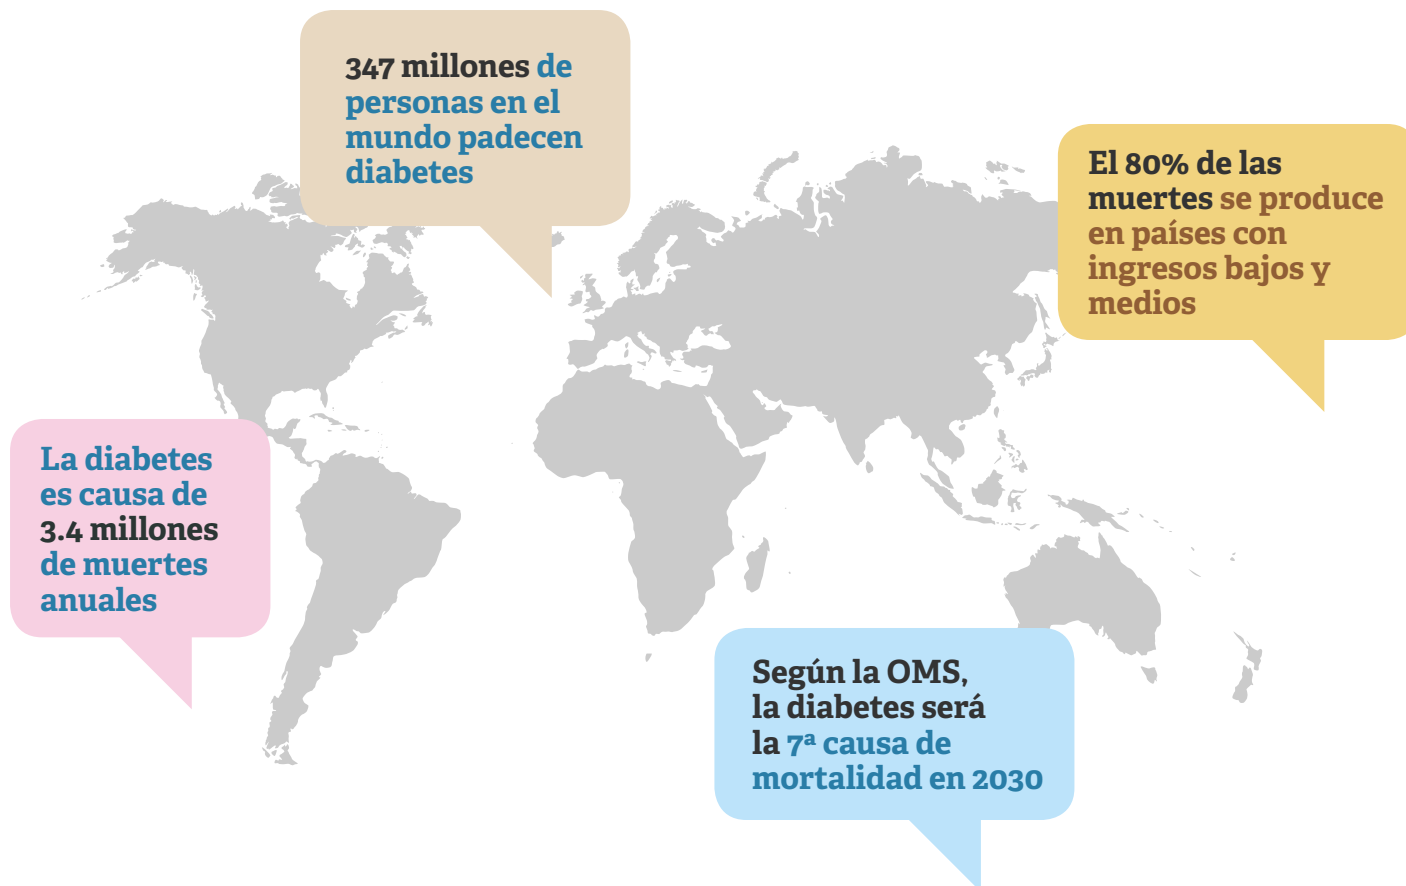 347 millones de
personas en el
mundo padecen
diabetes
El 80% de las
muertes se produce
en países con
ingresos bajos y
medios
La diabetes
es causa de
3.4 millones
de muertes
anuales
Según la OMS,
la diabetes será
la 7ª causa de
mortalidad en 2030